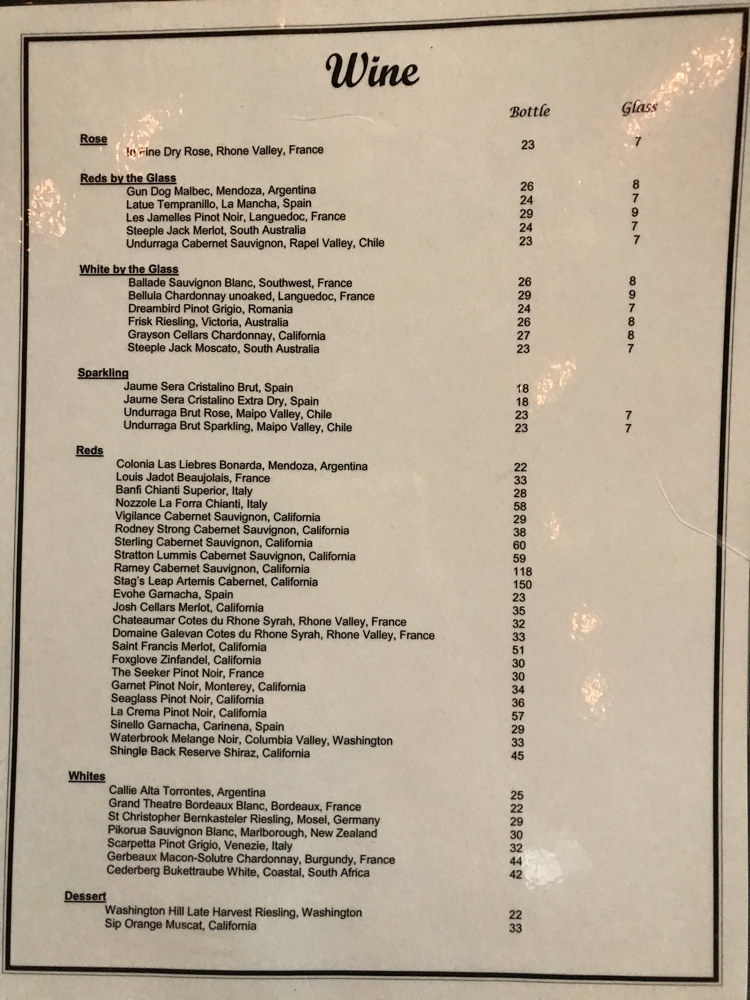 Wine
Bottle Glass
Rose
In Fine Dry Rose, Rhone Valley, France 23 7
Reds by the Glass
Gun Dog Malbec, Mendoza, Argentina 26 8
Latue Tempranillo, La Mancha, Spain 24 7
Les Jamelles Pinot Noir, Languedoc, France 29 9
Steeple Jack Merlot, South Australia 24 7
Undurraga Cabernet Sauvignon, Rapel Valley, Chile 23 7
White by the Glass
Ballade Sauvignon Blanc, Southwest, France 26 8
Bellula Chardonnay unoaked, Languedoc, France 29 9
Dreambird Pinot Grigio, Romania 24 7
Frisk Riesling, Victoria, Australia 26 8
Grayson Cellars Chardonnay, California 27 8
Steeple Jack Moscato, South Australia 23 7
Sparkling
Jaume Sera Cristalino Brut, Spain 18
Jaume Sera Cristalino Extra Dry, Spain 18
Undurraga Brut Rose, Maipo Valley, Chile 23 7
Undurraga Brut Sparkling, Maipo Valley, Chile 23 7
Reds
Colonia Las Liebres Bonarda, Mendoza, Argentina 22
Louis Jadot Beaujolais, France 33
Banfi Chianti Superior, Italy 28
Nozzole La Forra Chianti, Italy 58
Vigilance Cabernet Sauvignon, California 29
Rodney Strong Cabernet Sauvignon, California 38
Sterling Cabernet Sauvignon, California 60
Stratton Lummis Cabernet Sauvignon, California 59
Ramey Cabernet Sauvignon, California 118
Stag's Leap Artemis Cabernet, California 150
Evohe Garnacha, Spain 23
Josh Cellars Merlot, California 35
Chateaumar Cotes du Rhone Syrah, Rhone Valley, France 32
Domaine Galevan Cotes du Rhone Syrah, Rhone Valley, France 33
Saint Francis Merlot, California 51
Foxglove Zinfandel, California 30
The Seeker Pinot Noir, France 30
Garnet Pinot Noir, Monterey, California 34
Seaglass Pinot Noir, California 36
La Crema Pinot Noir, California 57
Sinello Garnacha, Carinena, Spain 29
Waterbrook Melange Noir, Columbia Valley, Washington 33
Shingle Back Reserve Shiraz, California 45
Whites
Callie Alta Torrontes, Argentina 25
Grand Theatre Bordeaux Blanc, Bordeaux, France 22
St Christopher Bernkasteler Riesling, Mosel, Germany 29
Pikorua Sauvignon Blanc, Marlborough, New Zealand 30
Scarpetta Pinot Grigio, Venezie, Italy 32
Gerbeaux Macon-Solutre Chardonnay, Burgundy, France 44
Cederberg Bukettraube White, Coastal, South Africa 42
Dessert
Washington Hill Late Harvest Riesling, Washington 22
Sip Orange Muscat, California 33